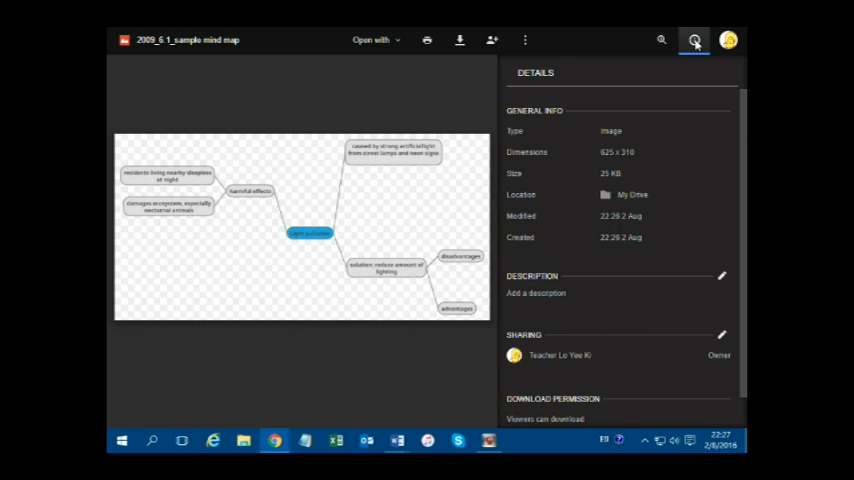 2009_6.1_sample mind map
Open with
DETAILS
GENERAL INFO
Type Image
Dimensions 625 x 310
Size 25 KB
Location My Drive
Modified 22:26 2 Aug
Created 22:26 2 Aug
DESCRIPTION
Add a description
SHARING
Teacher Lo Yee Ki Owner
DOWNLOAD PERMISSION
Viewers can download
caused by strong artificial light
from street lamps and neon signs
residents living nearby sleepless
at night
harmful effects
damages ecosystem, especially
nocturnal animals
Light pollution
solution: reduce amount of
lighting
disadvantages
advantages
22:27
2/8/2016